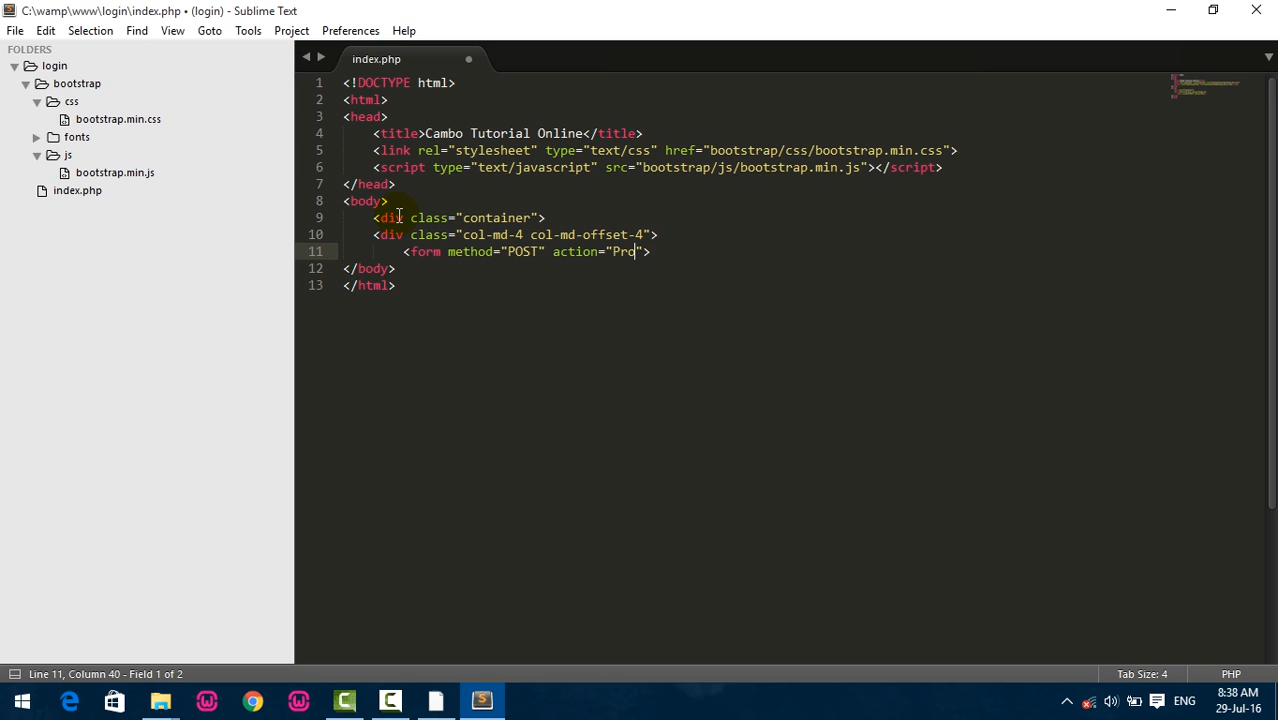 C:\wamp\www\login\index.php • (login) - Sublime Text
File Edit Selection Find View Goto Tools Project Preferences Help
FOLDERS
login
bootstrap
css
bootstrap.min.css
fonts
js
bootstrap.min.js
index.php
index.php
1 <!DOCTYPE html>
2 <html>
3 <head>
4 <title>Cambo Tutorial Online</title>
5 <link rel="stylesheet" type="text/css" href="bootstrap/css/bootstrap.min.css">
6 <script type="text/javascript" src="bootstrap/js/bootstrap.min.js"></script>
7 </head>
8 <body>
9 <div class="container">
10 <div class="col-md-4 col-md-offset-4">
11 <form method="POST" action="Pro">
12 </body>
13 </html>
Line 11, Column 40 - Field 1 of 2
Tab Size: 4 PHP
ENG
8:38 AM
29-Jul-16